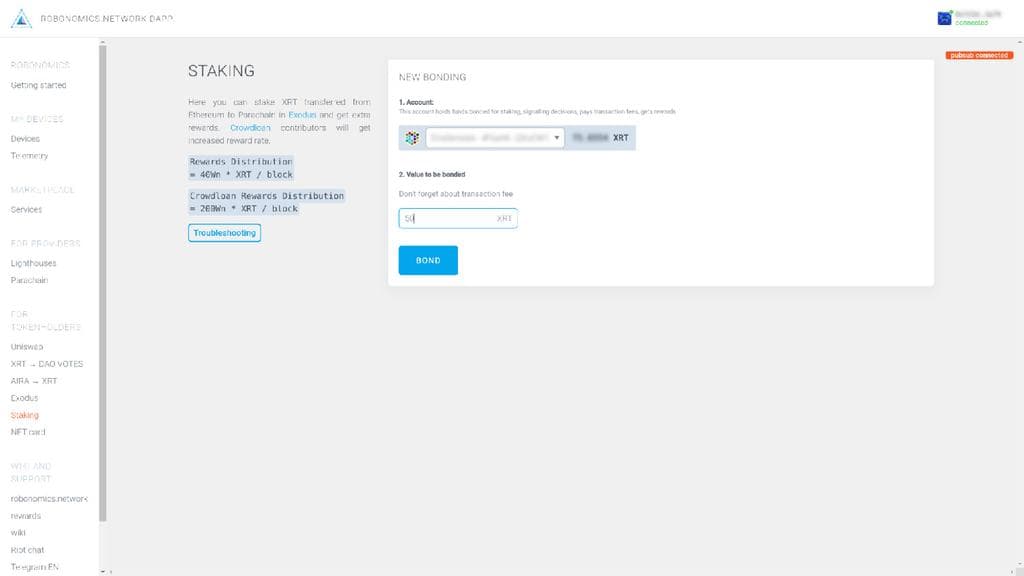 ROBONOMICS.NETWORK DAPP
connected
pubsub connected
ROBONOMICS
Getting started
MY DEVICES
Devices
Telemetry
MARKETPLACE
Services
FOR PROVIDERS
Lighthouses
Parachain
FOR
TOKENHOLDERS
Uniswap
XRT → DAO VOTES
AIRA → XRT
Exodus
Staking
NFT card
WIKI AND
SUPPORT
robonomics.network
rewards
wiki
Riot chat
Telegram EN
STAKING
Here you can stake XRT transferred from
Ethereum to Parachain in Exodus and get extra
rewards. Crowdloan contributors will get
increased reward rate.
Rewards Distribution
= 40Wn * XRT / block
Crowdloan Rewards Distribution
= 200Wn * XRT / block
Troubleshooting
NEW BONDING
1. Account:
This account holds funds bonded for staking, signalling decisions, pays transaction fees, gets rewards
XRT
2. Value to be bonded
Don't forget about transaction fee
50 XRT
BOND